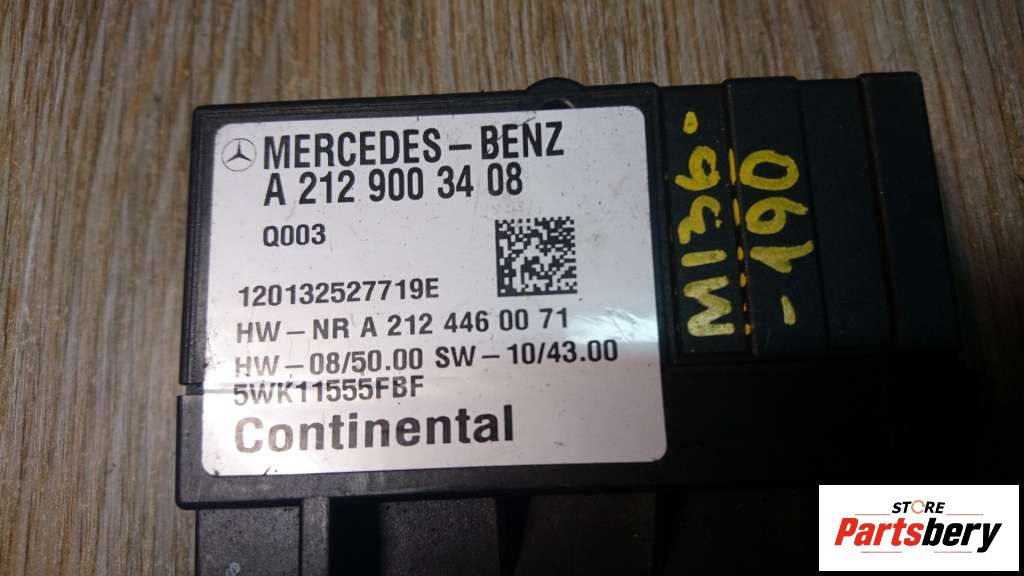 MERCEDES-BENZ
A 212 900 34 08
Q003
120132527719E
HW-NR A 212 446 00 71
HW-08/50.00 SW-10/43.00
5WK11555FBF
Continental
M136-
-190
STORE
Partsbery